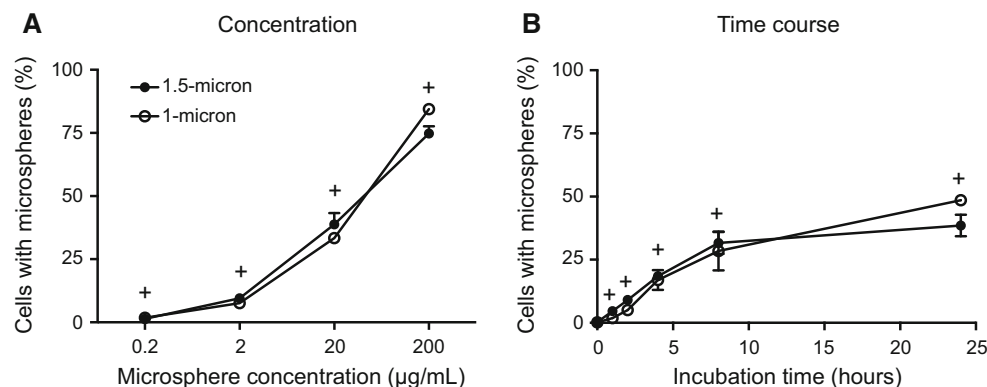 A
Concentration
Cells with microspheres (%)
100
75
50
25
0
1.5-micron
1-micron
+
+
+
+
0.2
2
20
200
Microsphere concentration (µg/mL)
B
Time course
Cells with microspheres (%)
100
75
50
25
0
+
+
+
+
+
0
5
10
15
20
25
Incubation time (hours)